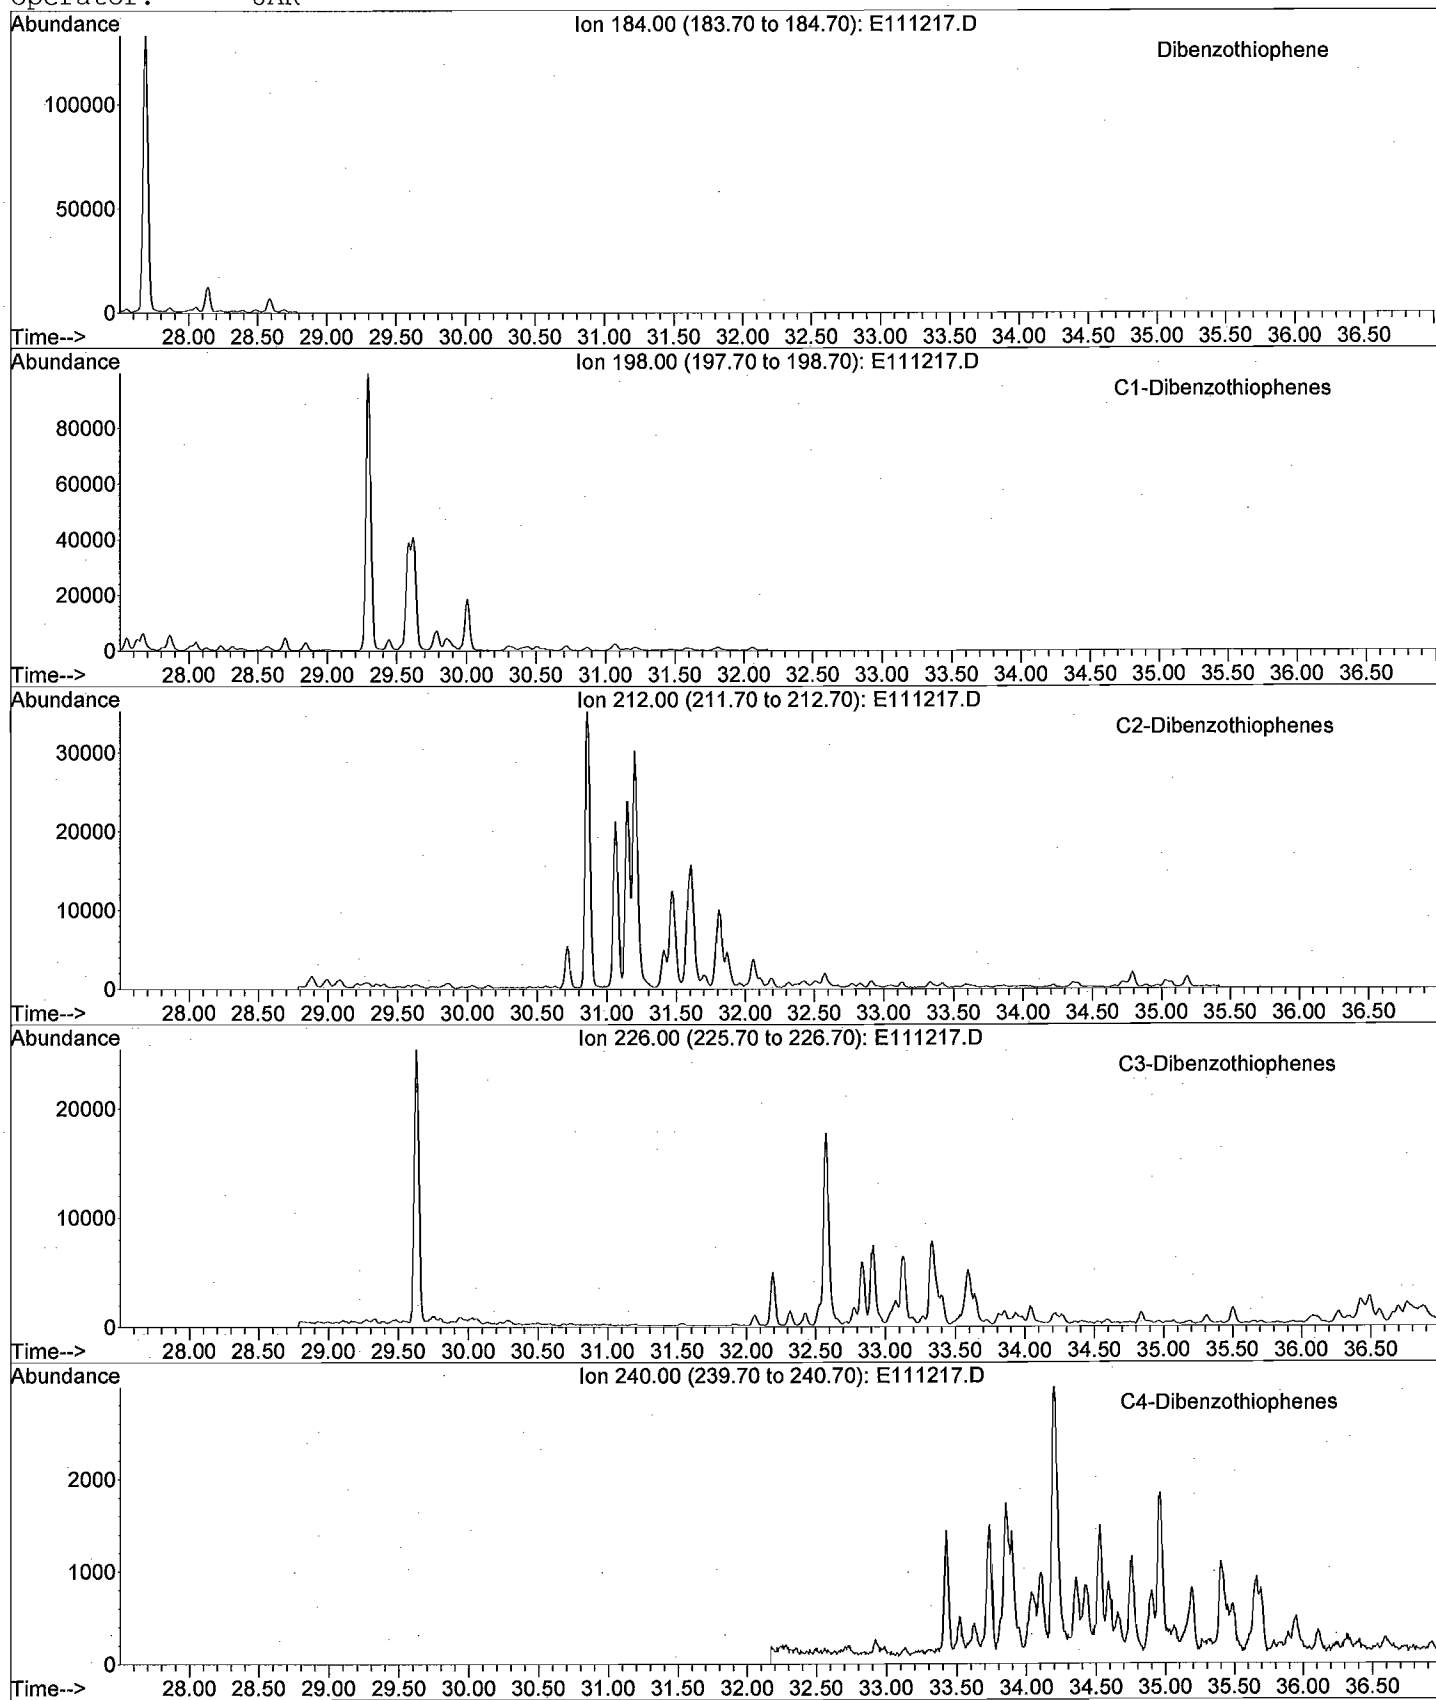 Operator: JAR
Abundance
Ion 184.00 (183.70 to 184.70): E111217.D
Dibenzothiophene
100000
50000
0
Time--> 28.00 28.50 29.00 29.50 30.00 30.50 31.00 31.50 32.00 32.50 33.00 33.50 34.00 34.50 35.00 35.50 36.00 36.50
Abundance
Ion 198.00 (197.70 to 198.70): E111217.D
C1-Dibenzothiophenes
80000
60000
40000
20000
0
Time--> 28.00 28.50 29.00 29.50 30.00 30.50 31.00 31.50 32.00 32.50 33.00 33.50 34.00 34.50 35.00 35.50 36.00 36.50
Abundance
Ion 212.00 (211.70 to 212.70): E111217.D
C2-Dibenzothiophenes
30000
20000
10000
0
Time--> 28.00 28.50 29.00 29.50 30.00 30.50 31.00 31.50 32.00 32.50 33.00 33.50 34.00 34.50 35.00 35.50 36.00 36.50
Abundance
Ion 226.00 (225.70 to 226.70): E111217.D
C3-Dibenzothiophenes
20000
10000
0
Time--> 28.00 28.50 29.00 29.50 30.00 30.50 31.00 31.50 32.00 32.50 33.00 33.50 34.00 34.50 35.00 35.50 36.00 36.50
Abundance
Ion 240.00 (239.70 to 240.70): E111217.D
C4-Dibenzothiophenes
2000
1000
0
Time--> 28.00 28.50 29.00 29.50 30.00 30.50 31.00 31.50 32.00 32.50 33.00 33.50 34.00 34.50 35.00 35.50 36.00 36.50